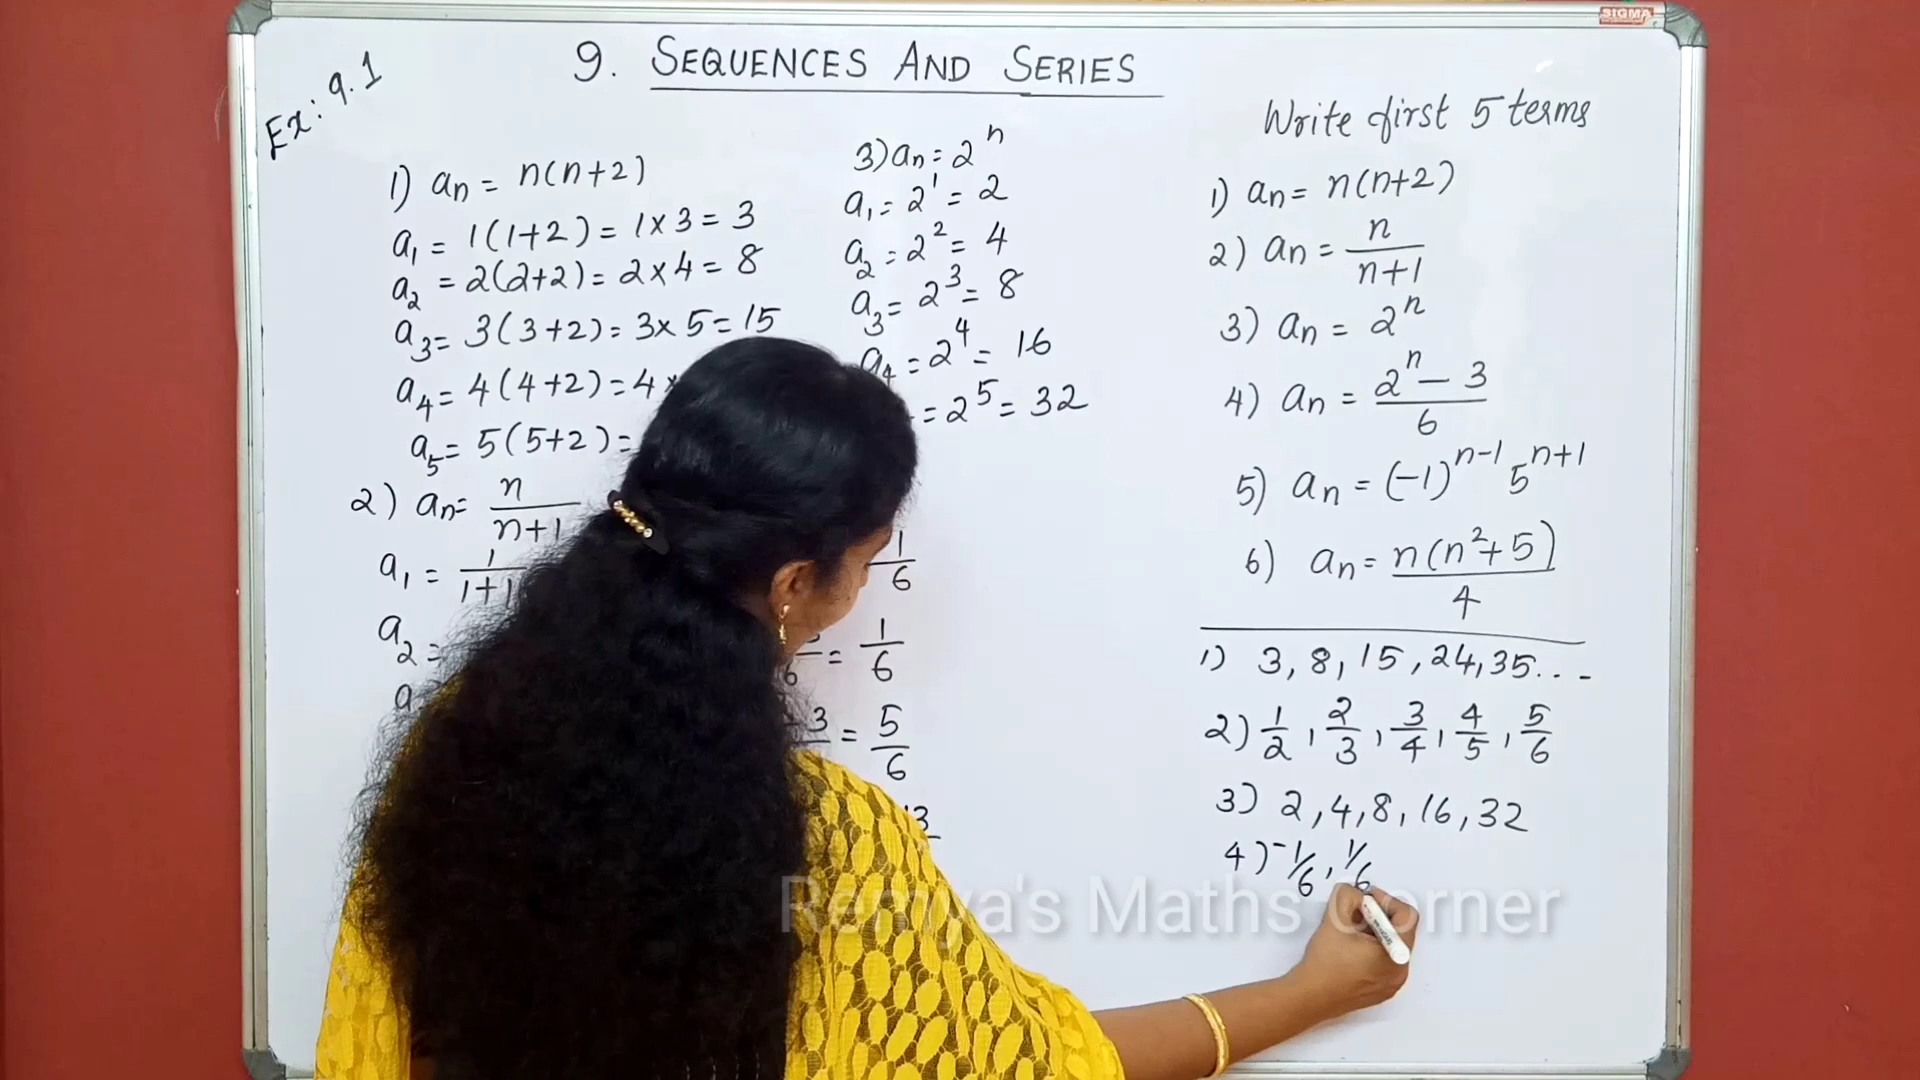 SIGMA
9. SEQUENCES AND SERIES
Ex: 9.1
1) an = n(n+2)
a1 = 1(1+2) = 1×3 = 3
a2 = 2(2+2) = 2×4 = 8
a3 = 3(3+2) = 3×5 = 15
a4 = 4(4+2) = 4×
a5 = 5(5+2) =
2) an = n/n+1
a1 = 1/1+1
a2 =
a
3) an = 2^n
a1 = 2^1 = 2
a2 = 2^2 = 4
a3 = 2^3 = 8
a4 = 2^4 = 16
= 2^5 = 32
1/6
= 1/6
3 = 5/6
Write first 5 terms
1) an = n(n+2)
2) an = n/n+1
3) an = 2^n
4) an = 2^n - 3/6
5) an = (-1)^n-1 5^n+1
6) an = n(n^2+5)/4
1) 3, 8, 15, 24, 35...
2) 1/2, 2/3, 3/4, 4/5, 5/6
3) 2, 4, 8, 16, 32
4) -1/6, 1/6
Remya's Maths Corner